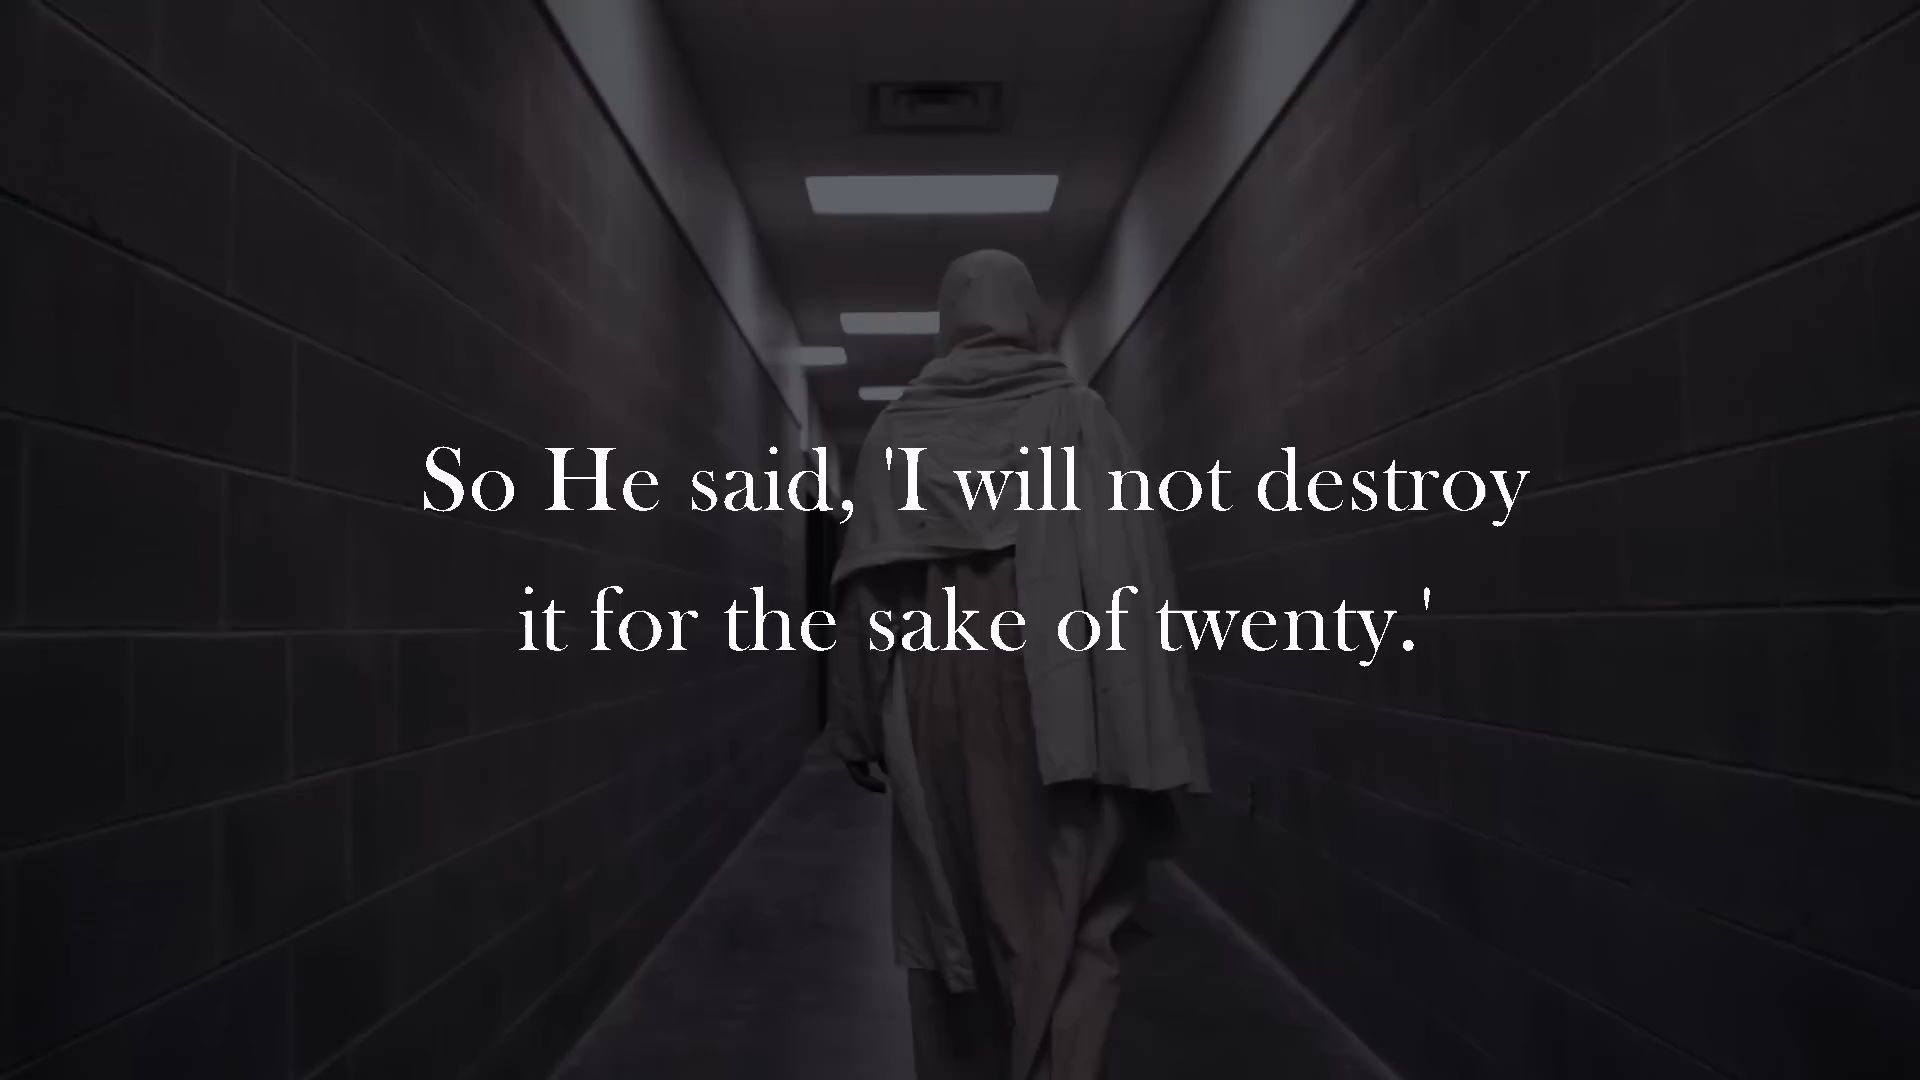 So He said, 'I will not destroy
it for the sake of twenty.'